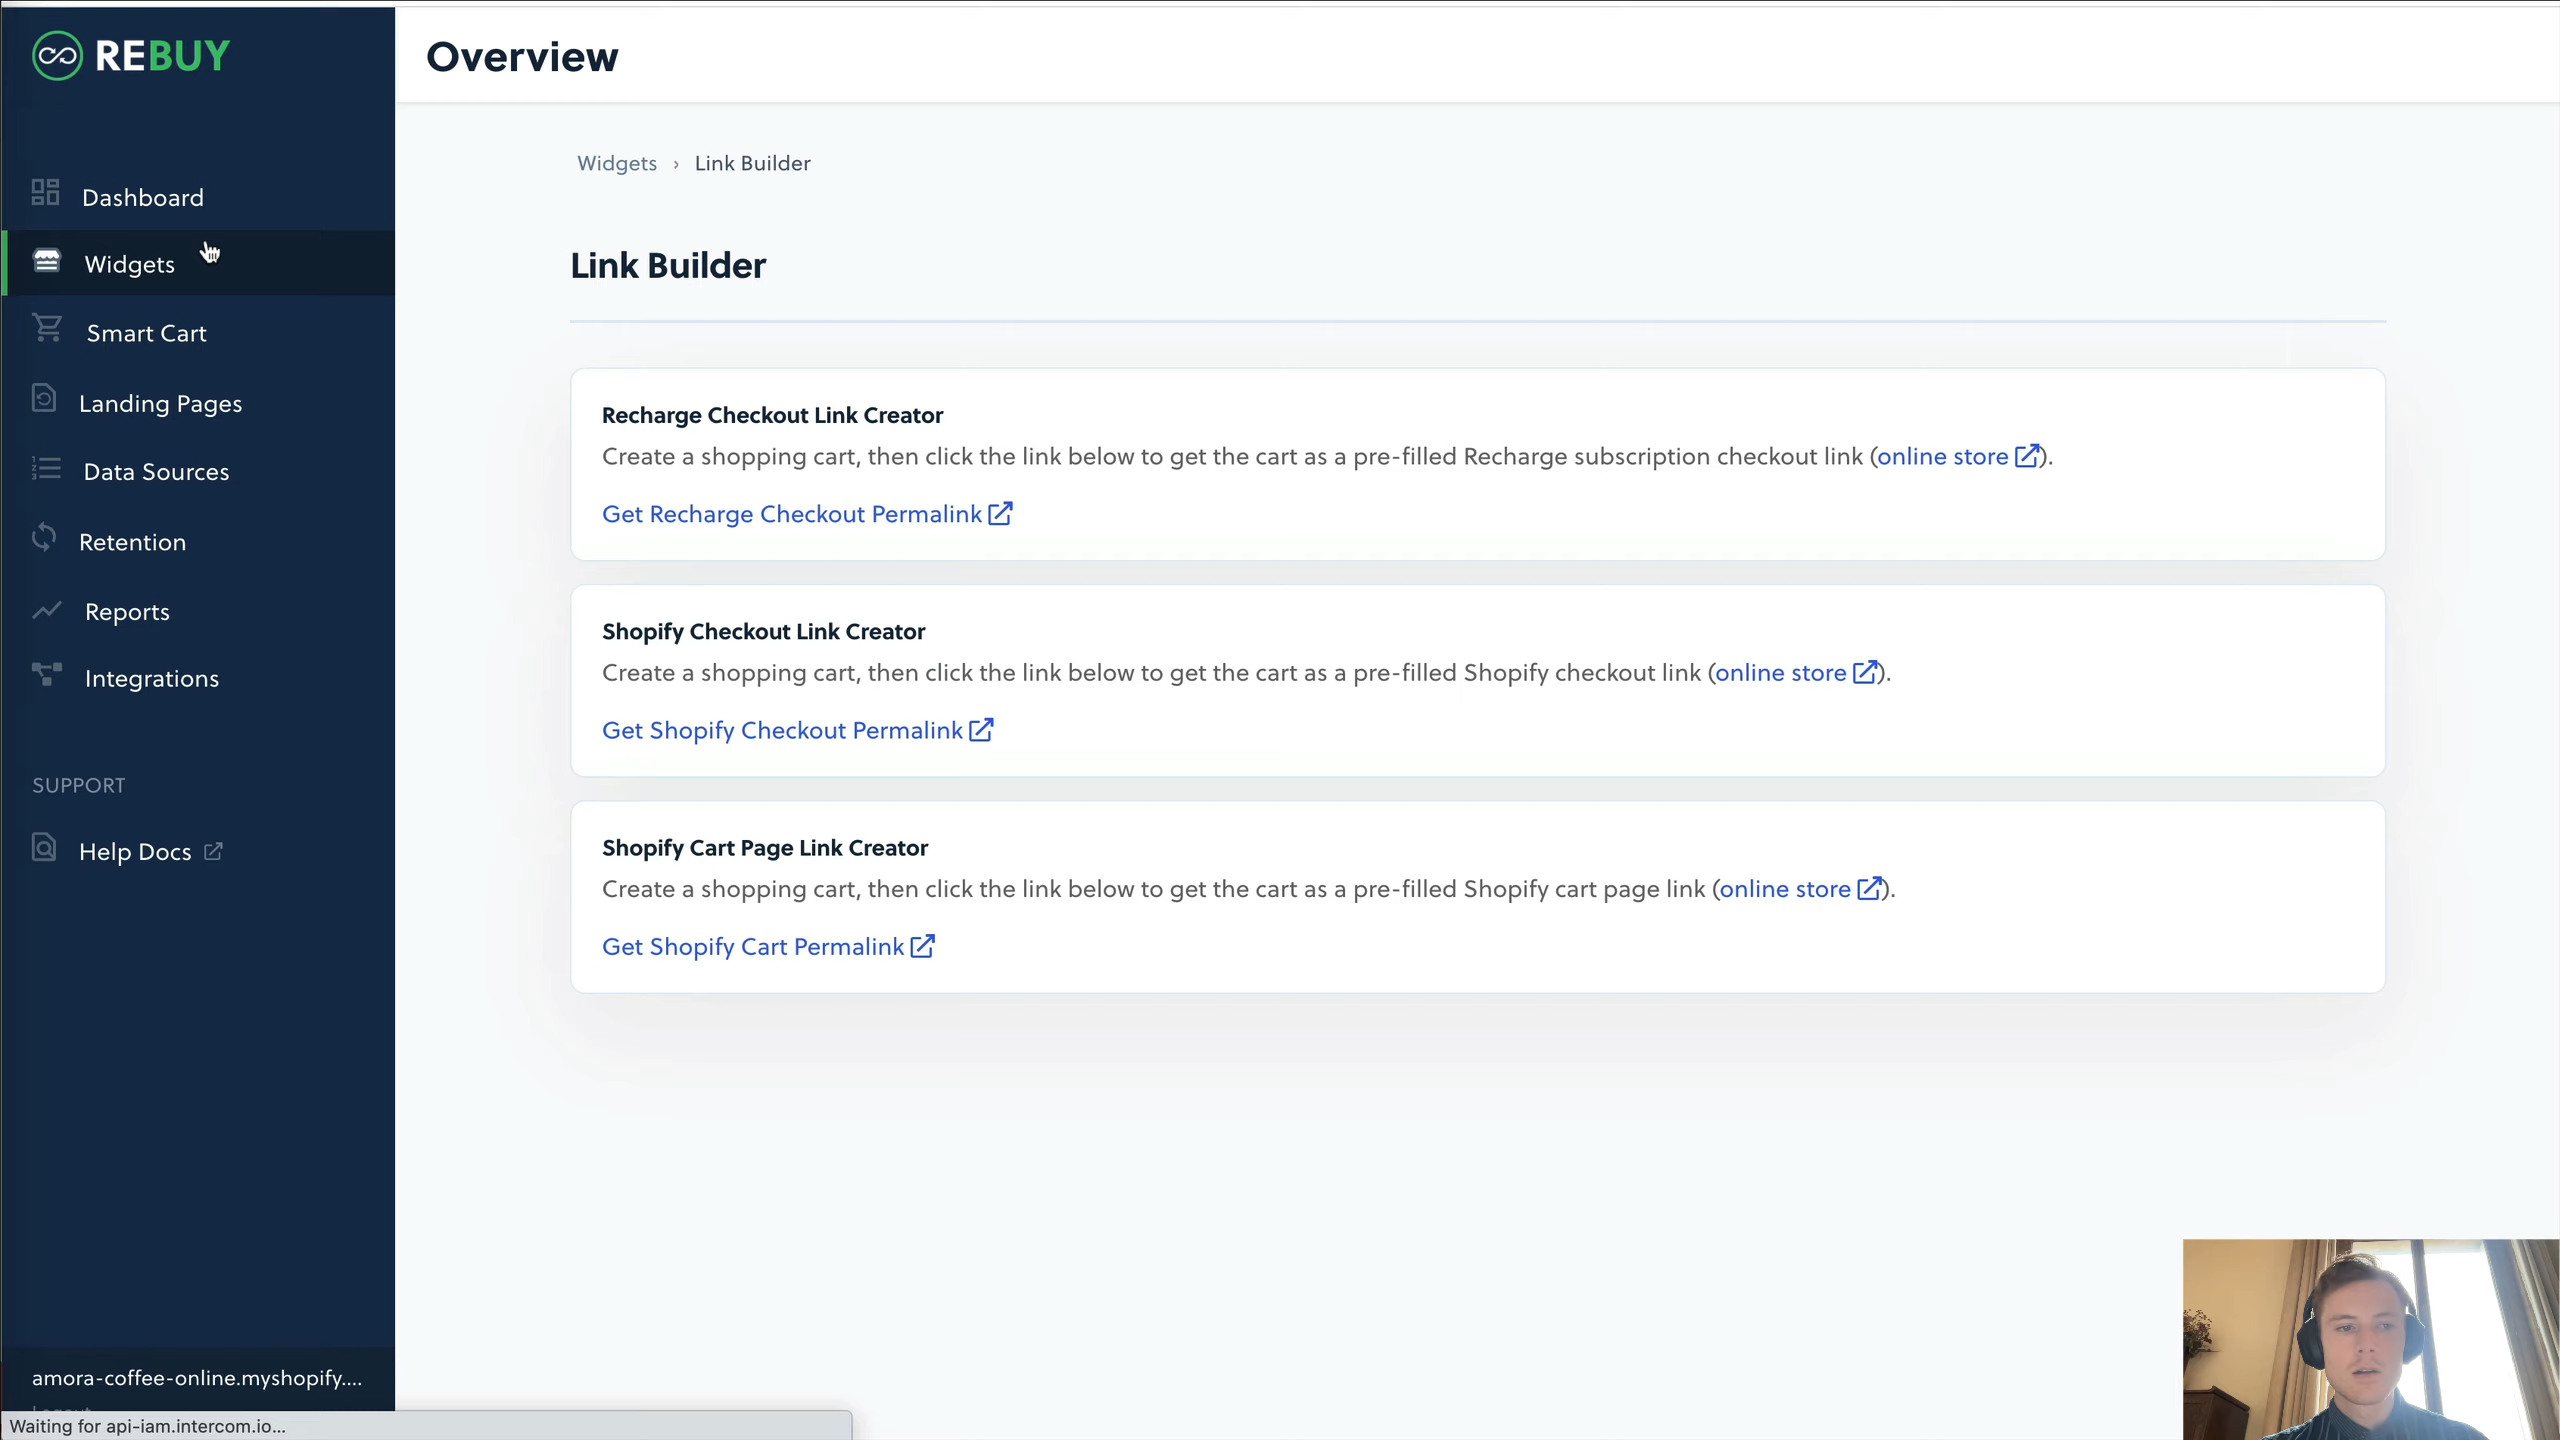 REBUY
Overview
Dashboard
Widgets
Smart Cart
Landing Pages
Data Sources
Retention
Reports
Integrations
SUPPORT
Help Docs
amora-coffee-online.myshopify....
Waiting for api-iam.intercom.io...
Widgets › Link Builder
Link Builder
Recharge Checkout Link Creator
Create a shopping cart, then click the link below to get the cart as a pre-filled Recharge subscription checkout link (online store).
Get Recharge Checkout Permalink
Shopify Checkout Link Creator
Create a shopping cart, then click the link below to get the cart as a pre-filled Shopify checkout link (online store).
Get Shopify Checkout Permalink
Shopify Cart Page Link Creator
Create a shopping cart, then click the link below to get the cart as a pre-filled Shopify cart page link (online store).
Get Shopify Cart Permalink